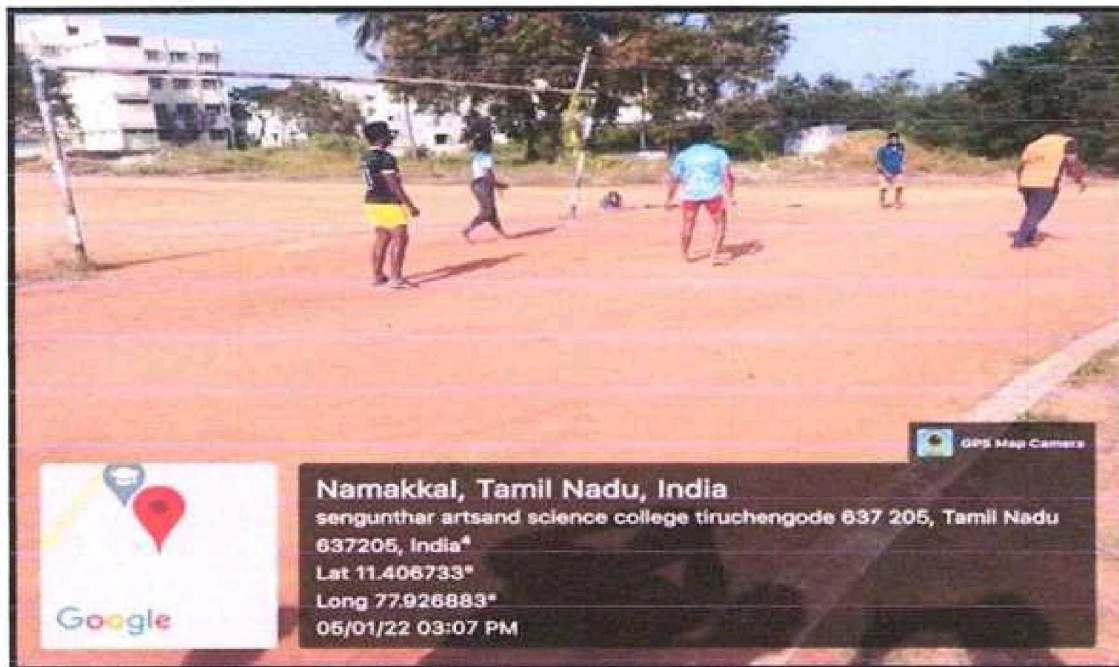 GPS Map Camera
Namakkal, Tamil Nadu, India
sengunthar artsand science college tiruchengode 637 205, Tamil Nadu
637205, India⁴
Lat 11.406733°
Long 77.926883°
05/01/22 03:07 PM
Google